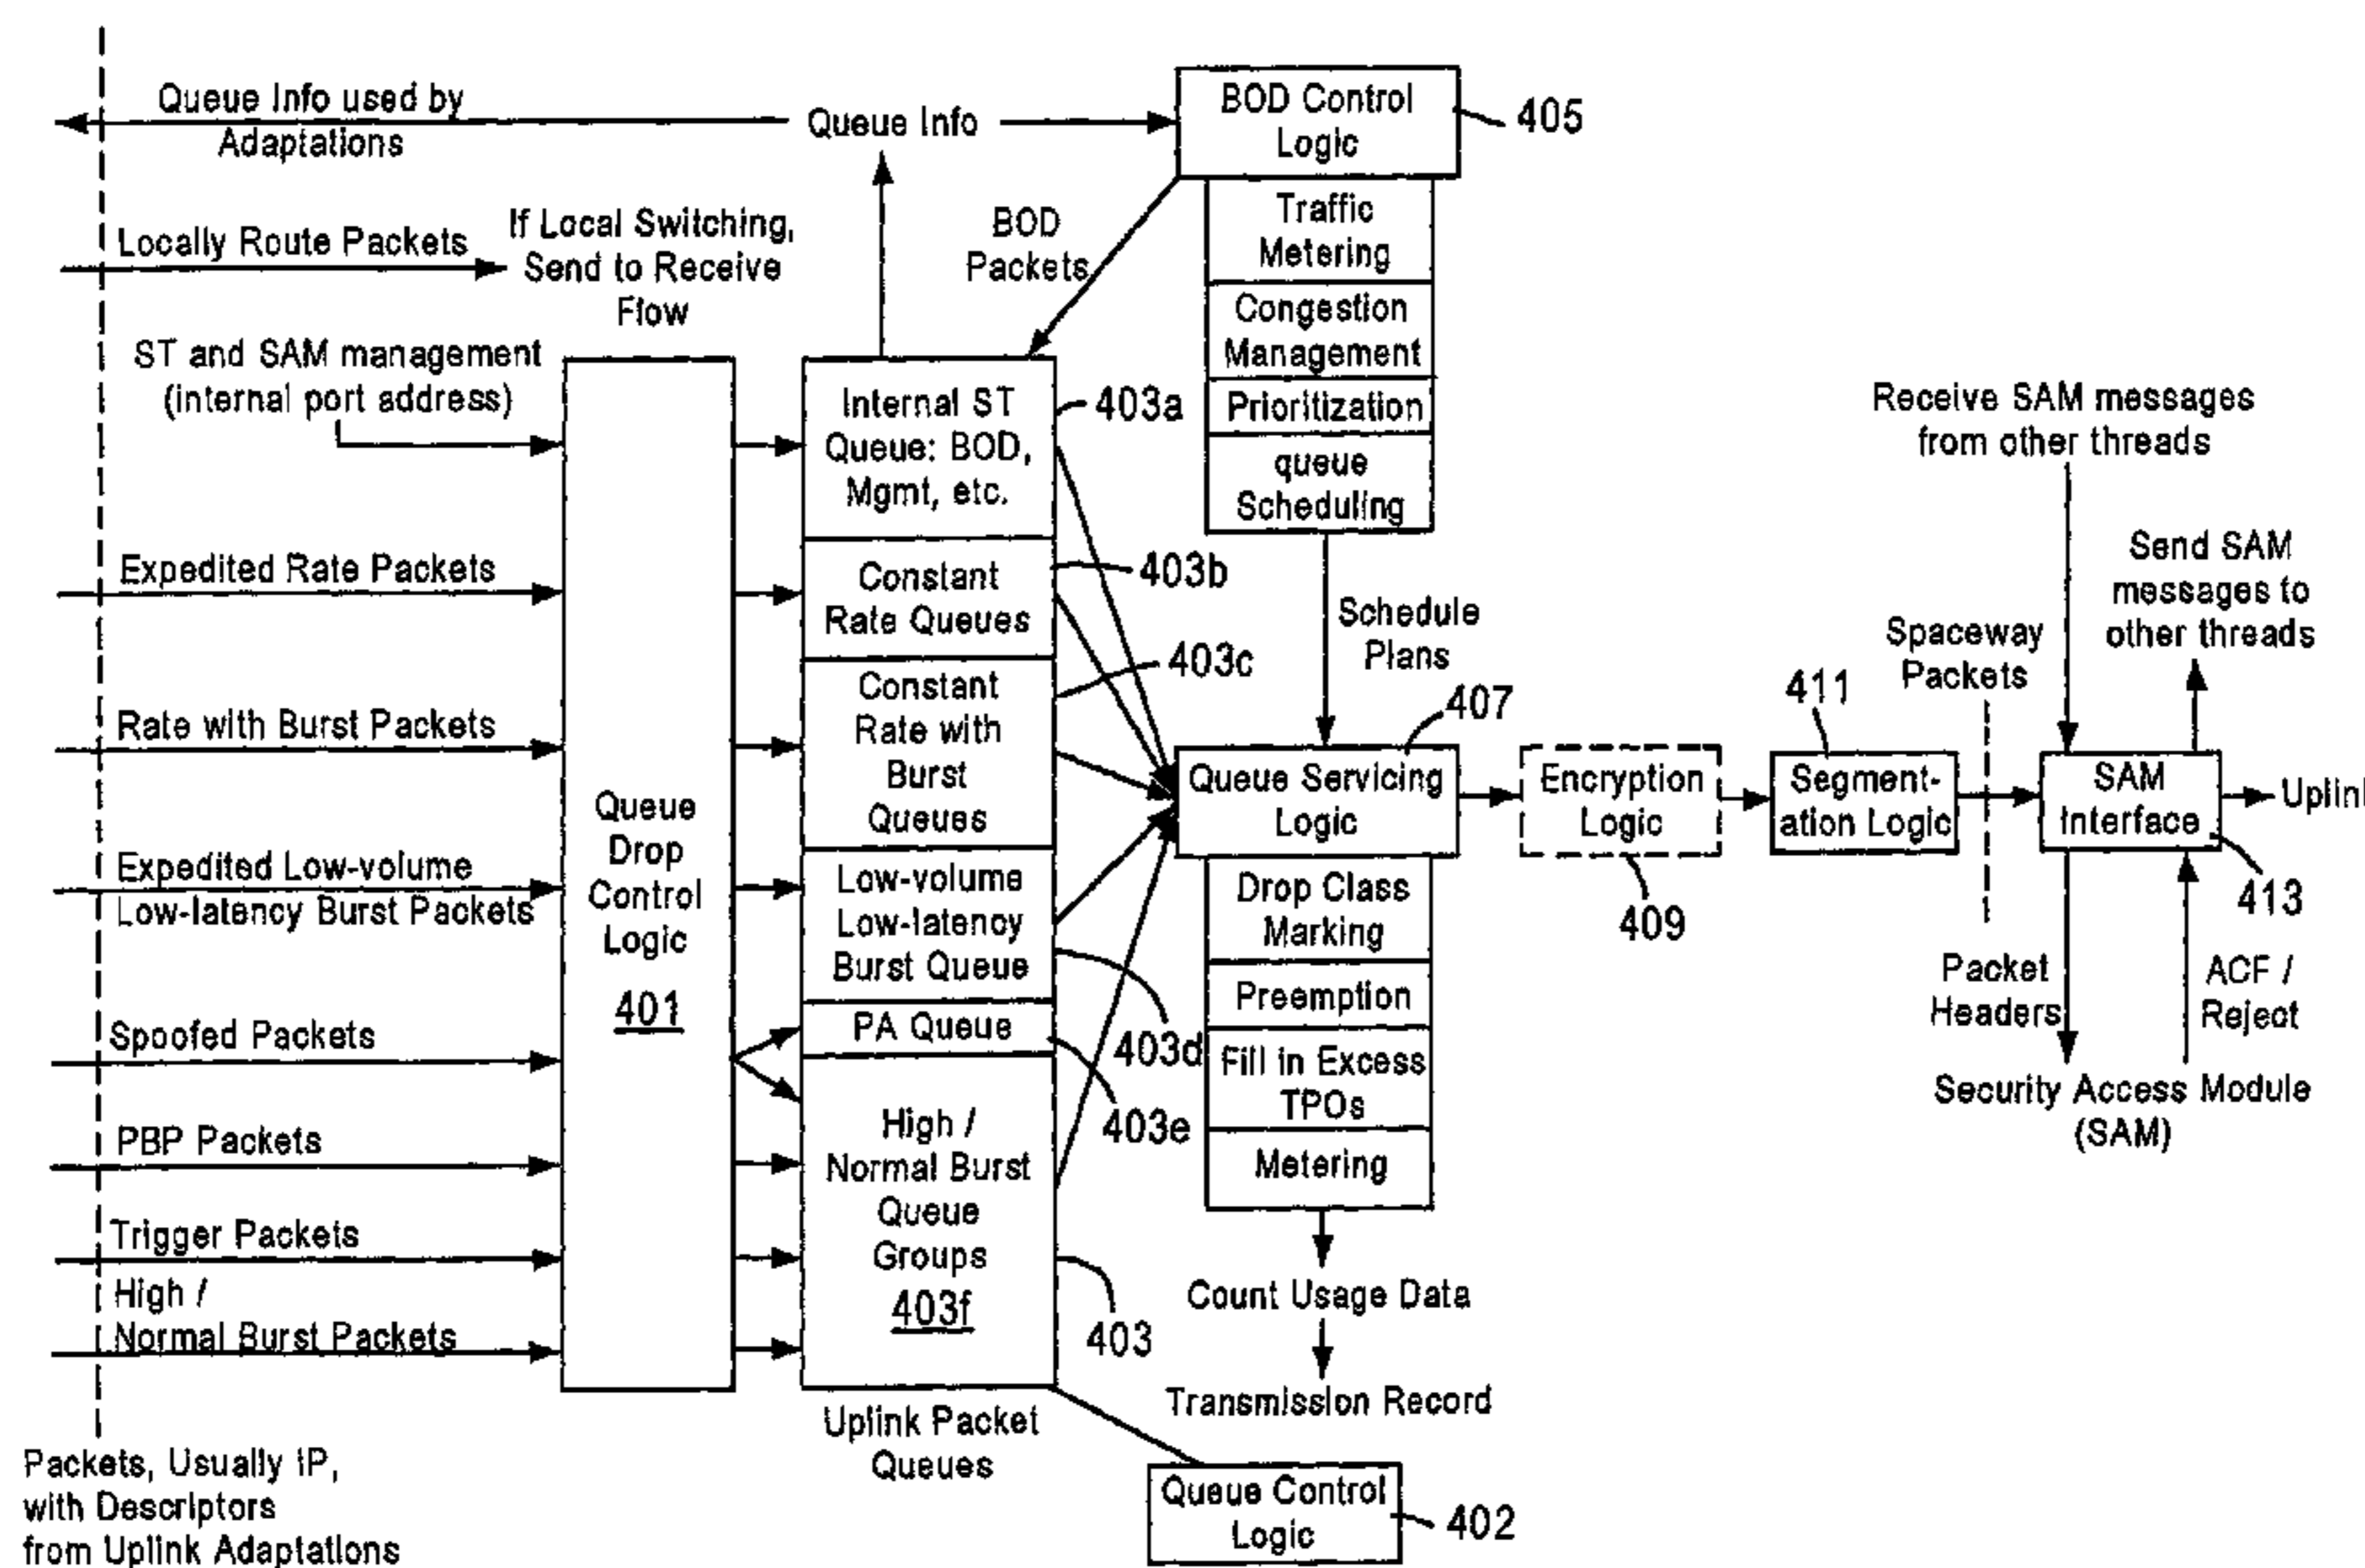 Queue Info used by
Adaptations
Queue Info
BOD Control
Logic
405
Locally Route Packets
If Local Switching,
Send to Receive
Flow
BOD
Packets
Traffic
Metering
Congestion
Management
Prioritization
queue
Scheduling
ST and SAM management
(internal port address)
Expedited Rate Packets
Rate with Burst Packets
Expedited Low-volume
Low-latency Burst Packets
Spoofed Packets
PBP Packets
Trigger Packets
High /
Normal Burst Packets
Packets, Usually IP,
with Descriptors
from Uplink Adaptations
Queue
Drop
Control
Logic
401
Internal ST
Queue: BOD,
Mgmt, etc.
403a
Constant
Rate Queues
403b
Constant
Rate with
Burst
Queues
403c
Low-volume
Low-latency
Burst Queue
403d
PA Queue
403e
High /
Normal Burst
Queue
Groups
403f
403
Uplink Packet
Queues
Queue Control
Logic
402
Schedule
Plans
407
Queue Servicing
Logic
Drop Class
Marking
Preemption
Fill in Excess
TPOs
Metering
Count Usage Data
Transmission Record
Encryption
Logic
409
411
Segment-
ation Logic
Spaceway
Packets
Receive SAM messages
from other threads
Send SAM
messages to
other threads
SAM
Interface
413
Uplink
Packet
Headers
ACF /
Reject
Security Access Module
(SAM)